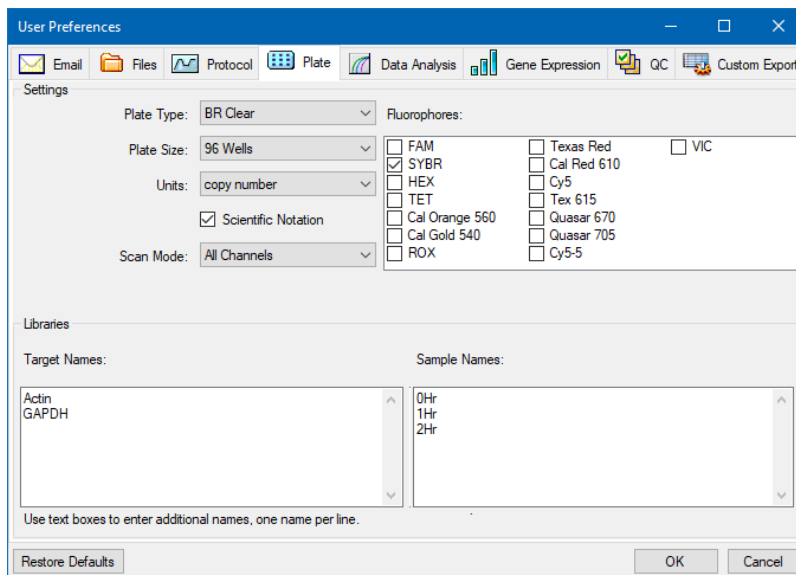 User Preferences
Email Files Protocol Plate Data Analysis Gene Expression QC Custom Export
Settings
Plate Type: BR Clear Fluorophores:
Plate Size: 96 Wells
Units: copy number
Scientific Notation
Scan Mode: All Channels
FAM Texas Red VIC
SYBR Cal Red 610
HEX Cy5
TET Tex 615
Cal Orange 560 Quasar 670
Cal Gold 540 Quasar 705
ROX Cy5-5
Libraries
Target Names: Sample Names:
Actin 0Hr
GAPDH 1Hr
2Hr
Use text boxes to enter additional names, one name per line.
Restore Defaults OK Cancel